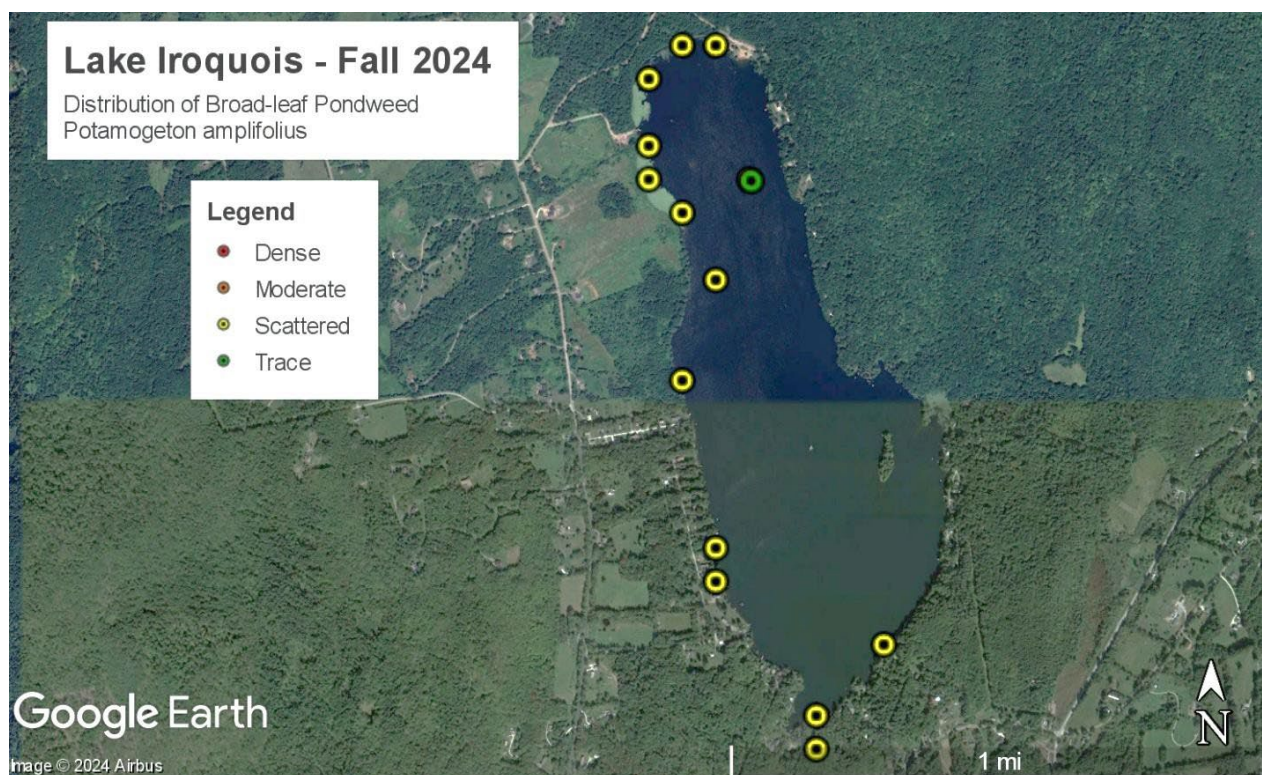 Lake Iroquois - Fall 2024
Distribution of Broad-leaf Pondweed
Potamogeton amplifolius
Legend
Dense
Moderate
Scattered
Trace
Google Earth
N
mage © 2024 Airbus
1 mi